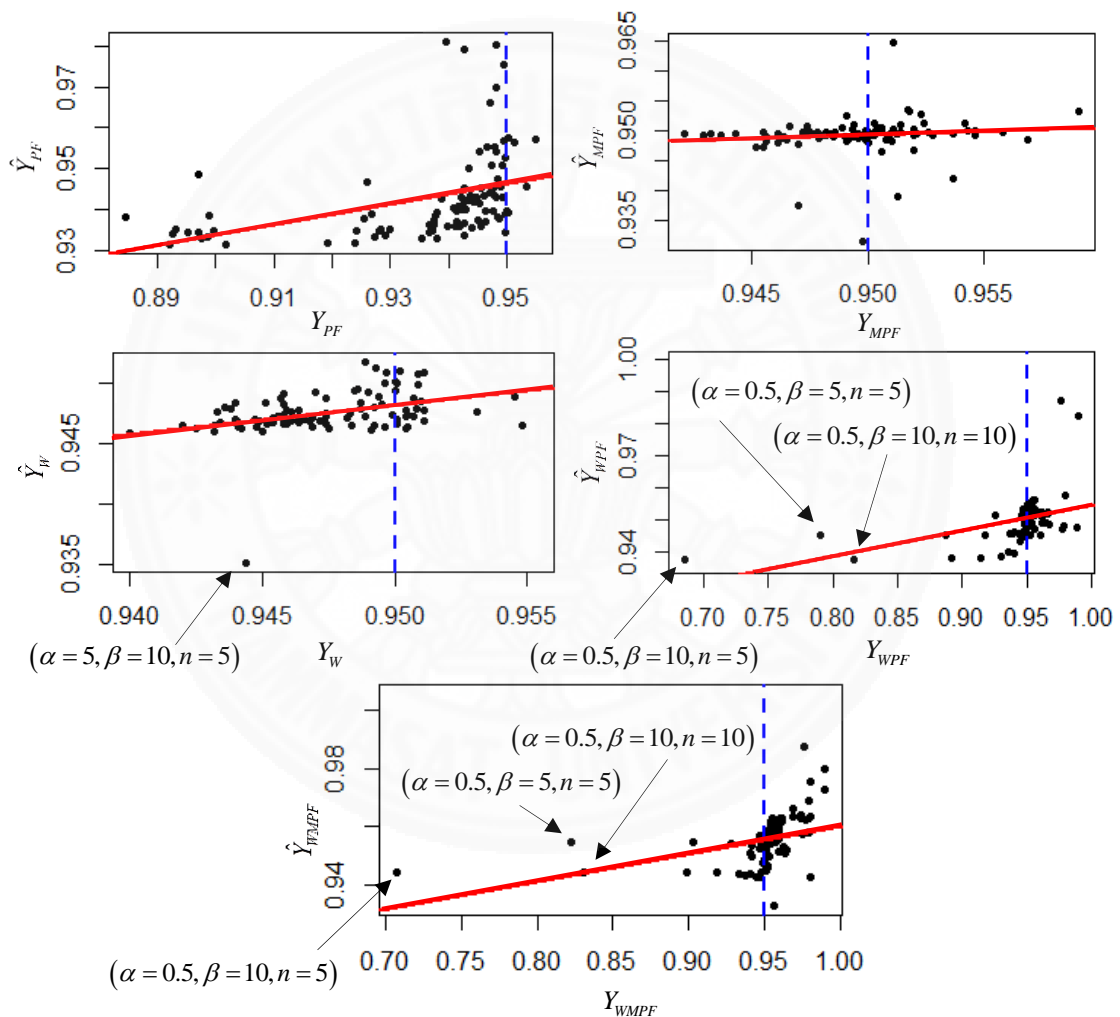 0.97
0.95
0.93
Ŷ_PF
0.89 0.91 0.93 0.95
Y_PF
0.965
0.950
0.935
Ŷ_MPF
0.945 0.950 0.955
Y_MPF
0.945
0.935
Ŷ_W
0.940 0.945 0.950 0.955
Y_W
(α = 5, β = 10, n = 5)
1.00
0.97
0.94
Ŷ_WPF
(α = 0.5, β = 5, n = 5)
(α = 0.5, β = 10, n = 10)
0.70 0.80 0.85 0.90 0.95 1.00
Y_WPF
(α = 0.5, β = 10, n = 5)
0.98
0.94
Ŷ_WMPF
(α = 0.5, β = 10, n = 10)
(α = 0.5, β = 5, n = 5)
0.70 0.75 0.80 0.85 0.90 0.95 1.00
Y_WMPF
(α = 0.5, β = 10, n = 5)